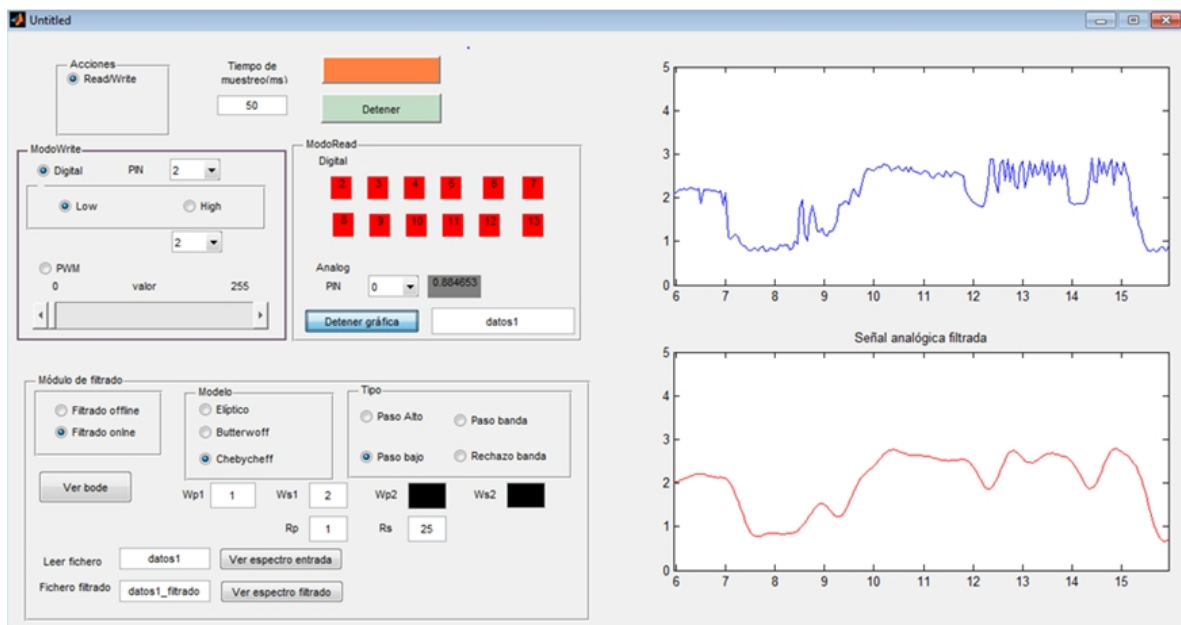 Untitled
Acciones
Read/Write
Tiempo de
muestreo(ms)
50
Detener
ModoWrite
Digital PIN 2
Low High
2
PWM
0 valor 255
ModoRead
Digital
2 3 4 5 6 7
8 9 10 11 12 13
Analog
PIN 0 0.884653
Detener gráfica datos1
Módulo de filtrado
Filtrado offline
Filtrado onlne
Modelo
Elíptico
Butterwoff
Chebycheff
Tipo
Paso Alto Paso banda
Paso bajo Rechazo banda
Ver bode
Wp1 1 Ws1 2 Wp2 Ws2
Rp 1 Rs 25
Leer fichero datos1 Ver espectro entrada
Fichero filtrado datos1_filtrado Ver espectro filtrado
5
4
3
2
1
0
6 7 8 9 10 11 12 13 14 15
Señal analógica filtrada
5
4
3
2
1
0
6 7 8 9 10 11 12 13 14 15